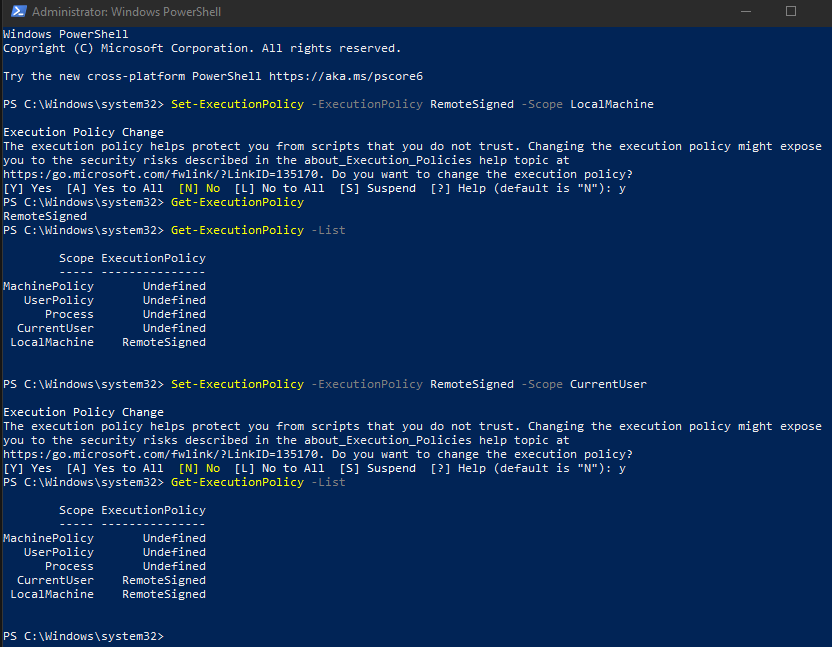 Administrator: Windows PowerShell
Windows PowerShell
Copyright (C) Microsoft Corporation. All rights reserved.
Try the new cross-platform PowerShell https://aka.ms/pscore6
PS C:\Windows\system32> Set-ExecutionPolicy -ExecutionPolicy RemoteSigned -Scope LocalMachine
Execution Policy Change
The execution policy helps protect you from scripts that you do not trust. Changing the execution policy might expose
you to the security risks described in the about_Execution_Policies help topic at
https:/go.microsoft.com/fwlink/?LinkID=135170. Do you want to change the execution policy?
[Y] Yes  [A] Yes to All  [N] No  [L] No to All  [S] Suspend  [?] Help (default is "N"): y
PS C:\Windows\system32> Get-ExecutionPolicy
RemoteSigned
PS C:\Windows\system32> Get-ExecutionPolicy -List
        Scope ExecutionPolicy
        ----- ---------------
MachinePolicy       Undefined
   UserPolicy       Undefined
      Process       Undefined
  CurrentUser       Undefined
 LocalMachine    RemoteSigned
PS C:\Windows\system32> Set-ExecutionPolicy -ExecutionPolicy RemoteSigned -Scope CurrentUser
Execution Policy Change
The execution policy helps protect you from scripts that you do not trust. Changing the execution policy might expose
you to the security risks described in the about_Execution_Policies help topic at
https:/go.microsoft.com/fwlink/?LinkID=135170. Do you want to change the execution policy?
[Y] Yes  [A] Yes to All  [N] No  [L] No to All  [S] Suspend  [?] Help (default is "N"): y
PS C:\Windows\system32> Get-ExecutionPolicy -List
        Scope ExecutionPolicy
        ----- ---------------
MachinePolicy       Undefined
   UserPolicy       Undefined
      Process       Undefined
  CurrentUser    RemoteSigned
 LocalMachine    RemoteSigned
PS C:\Windows\system32>